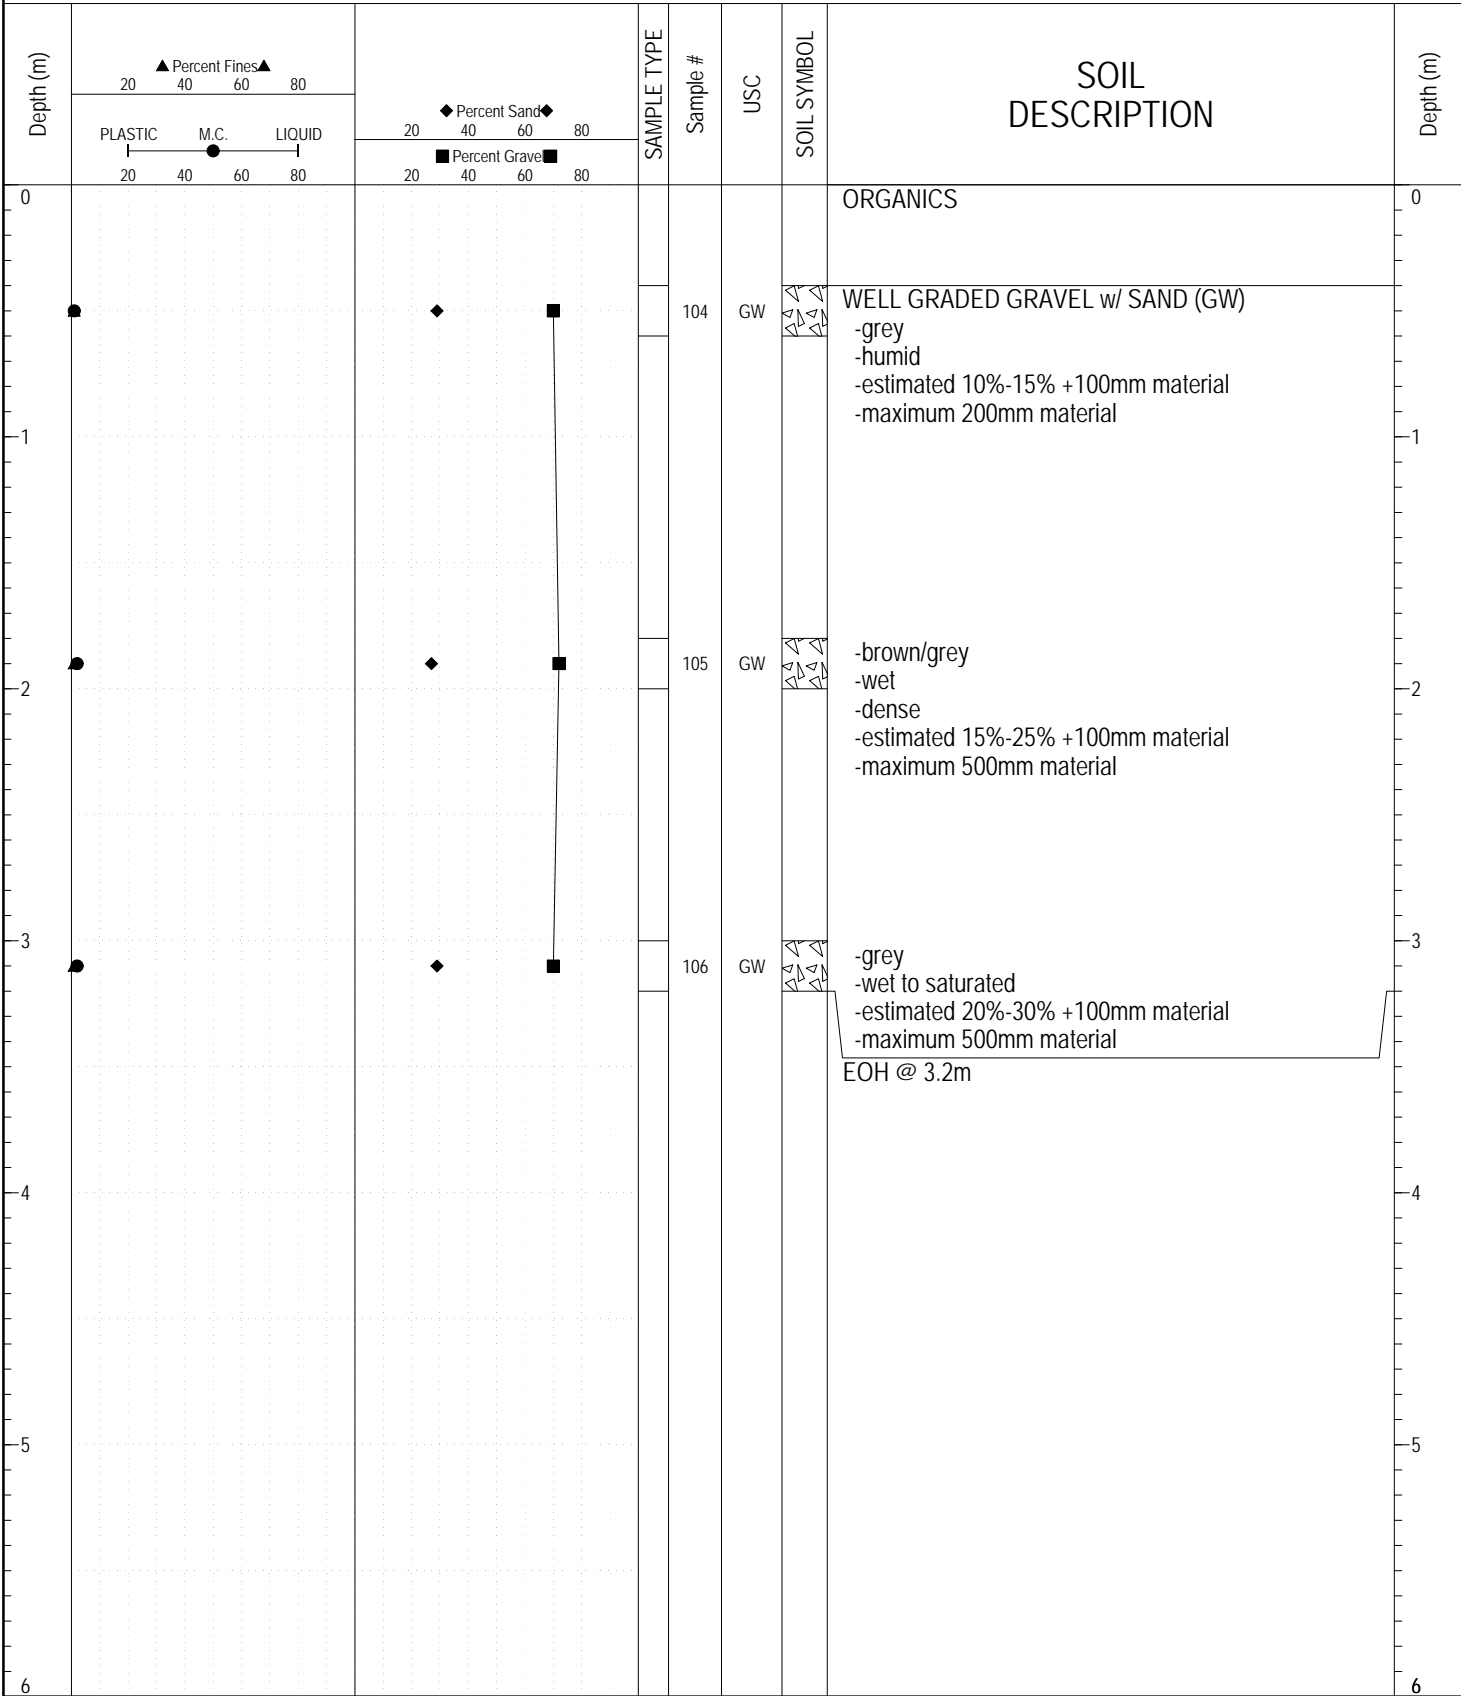 Depth (m)
▲ Percent Fines ▲
20 40 60 80
PLASTIC M.C. LIQUID
20 40 60 80
◆ Percent Sand ◆
20 40 60 80
■ Percent Gravel ■
20 40 60 80
SAMPLE TYPE
Sample #
USC
SOIL SYMBOL
SOIL
DESCRIPTION
Depth (m)
0 ORGANICS 0
104 GW WELL GRADED GRAVEL w/ SAND (GW)
-grey
-humid
-estimated 10%-15% +100mm material
-maximum 200mm material
1 1
105 GW -brown/grey
-wet
2 2
-dense
-estimated 15%-25% +100mm material
-maximum 500mm material
3 3
106 GW -grey
-wet to saturated
-estimated 20%-30% +100mm material
-maximum 500mm material
EOH @ 3.2m
4 4
5 5
6 6